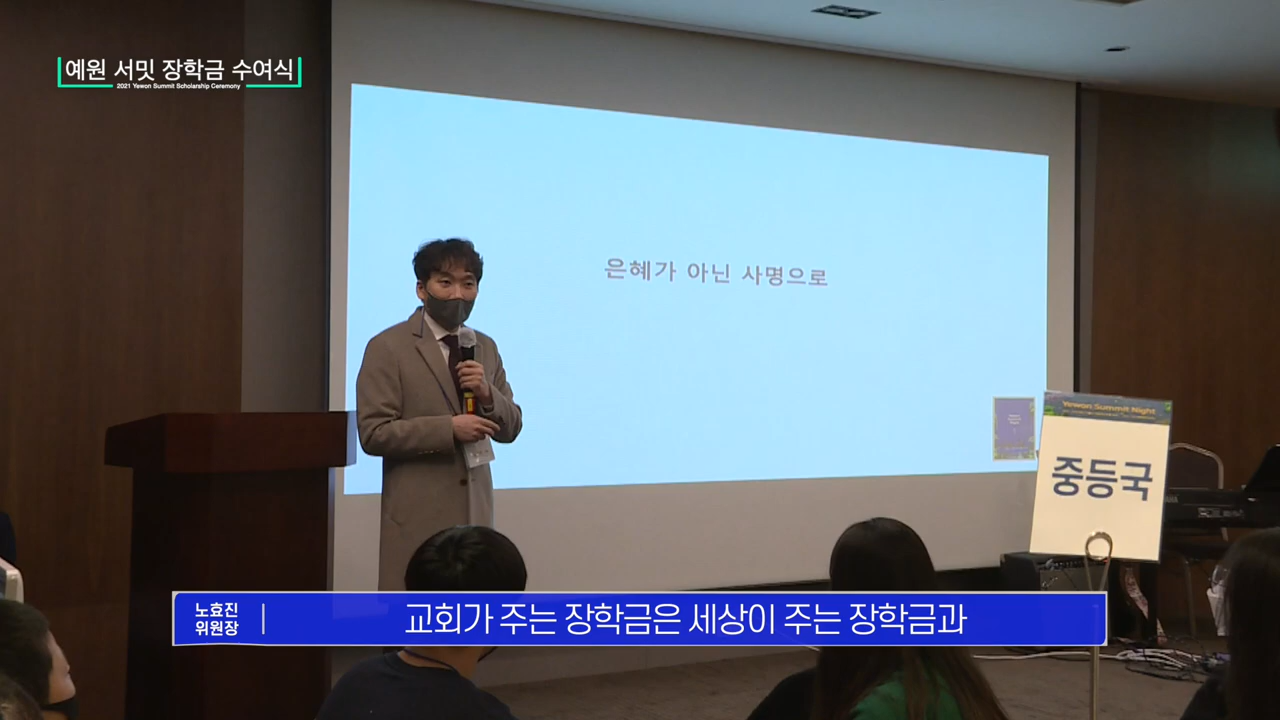 예원 서밋 장학금 수여식
2021 Yewon Summit Scholarship Ceremony
은혜가 아닌 사명으로
Yewon Summit Night
중등국
노효진
위원장
교회가 주는 장학금은 세상이 주는 장학금과